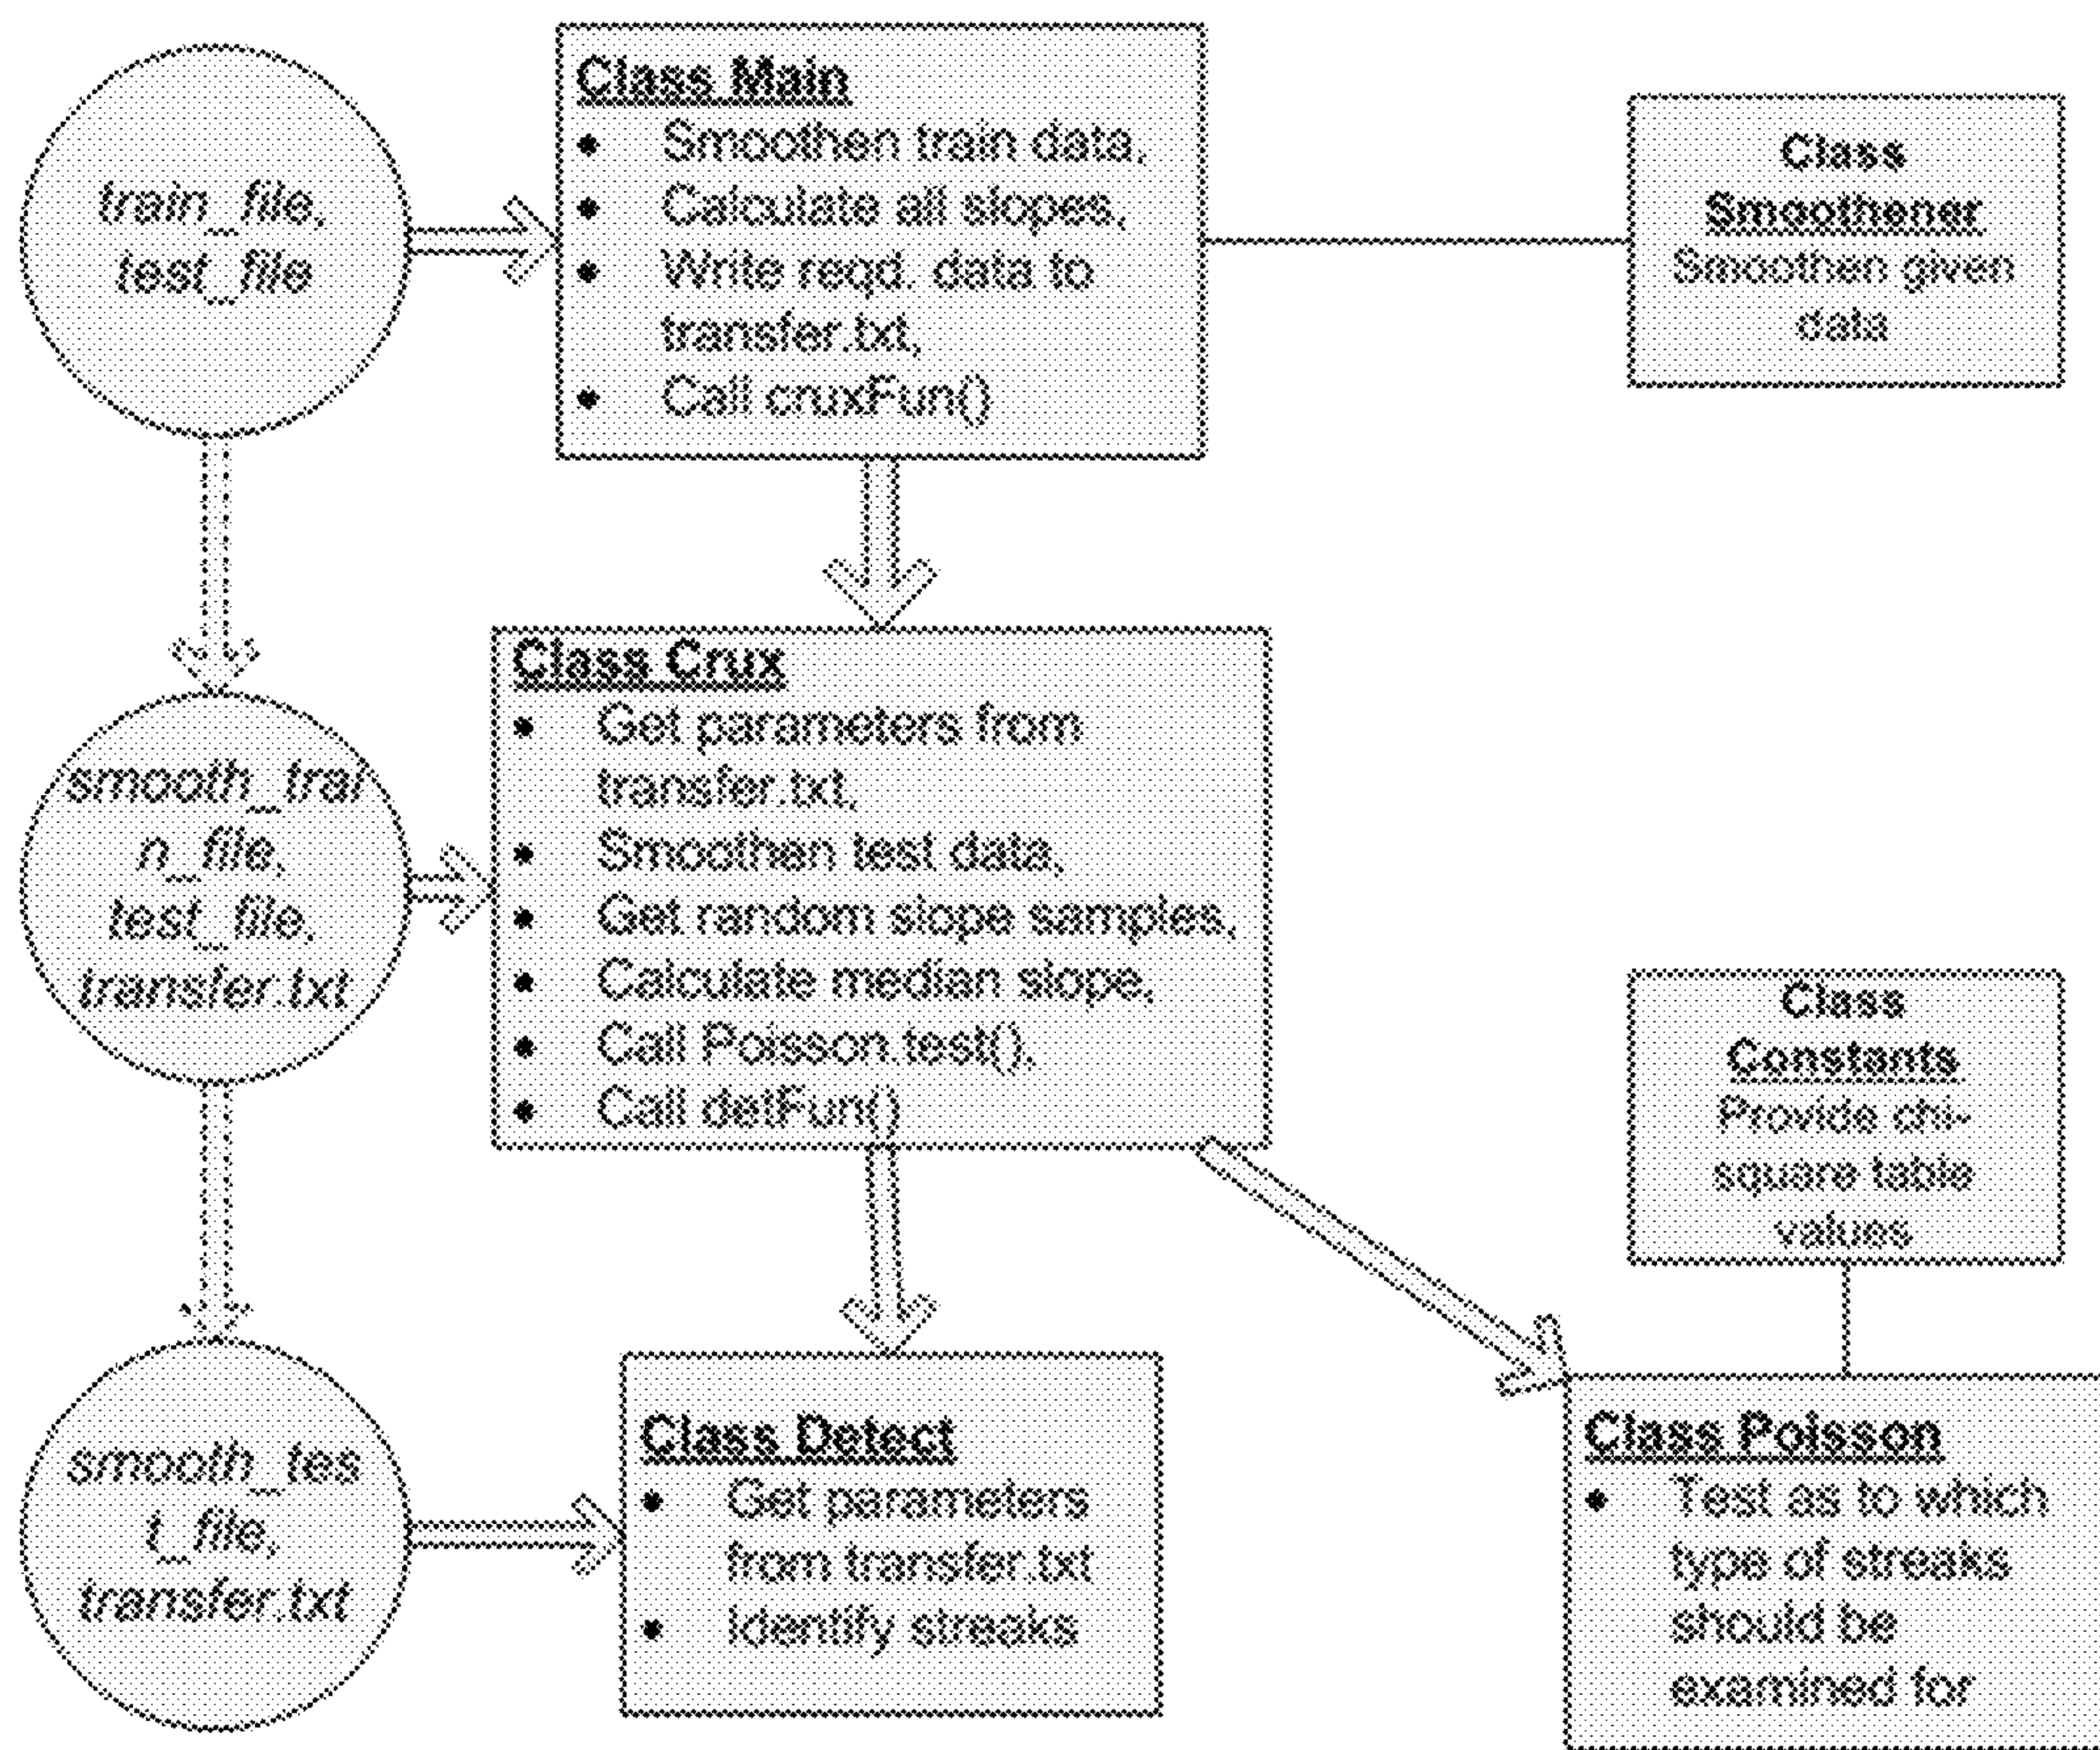 train_file,
test_file
Class Main
• Smoothen train data,
• Calculate all slopes,
• Write reqd. data to
transfer.txt,
• Call cruxFun()
Class
Smoothener
Smoothen given
data
smooth_trai
n_file,
test_file,
transfer.txt
Class Crux
• Get parameters from
transfer.txt,
• Smoothen test data,
• Get random slope samples,
• Calculate median slope,
• Call Poisson.test(),
• Call detFun()
Class
Constants
Provide chi-
square table
values
smooth_tes
t_file,
transfer.txt
Class Detect
• Get parameters
from transfer.txt
• Identify streaks
Class Poisson
• Test as to which
type of streaks
should be
examined for